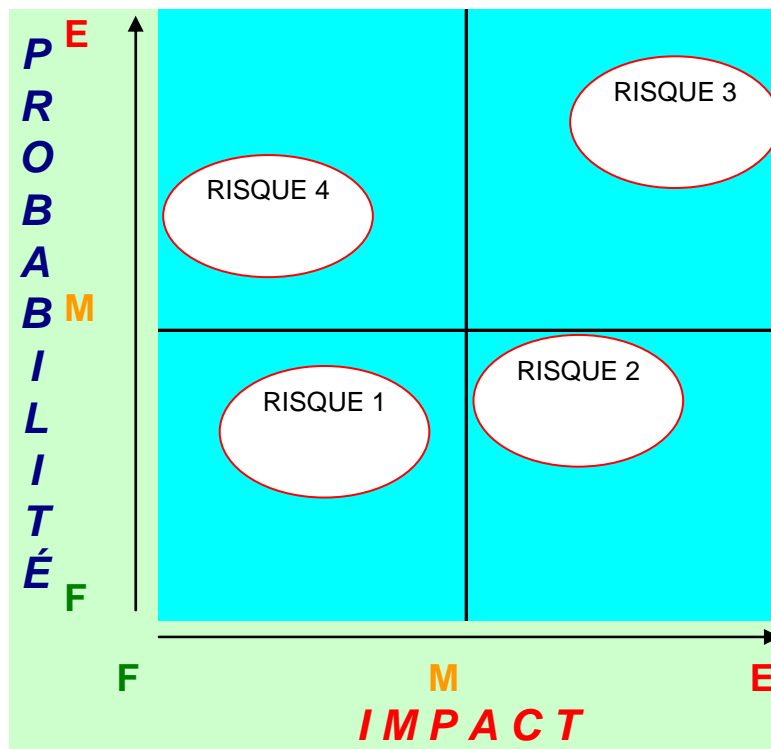 PROBABILITÉ
E
M
F
RISQUE 3
RISQUE 4
RISQUE 2
RISQUE 1
F M E
IMPACT